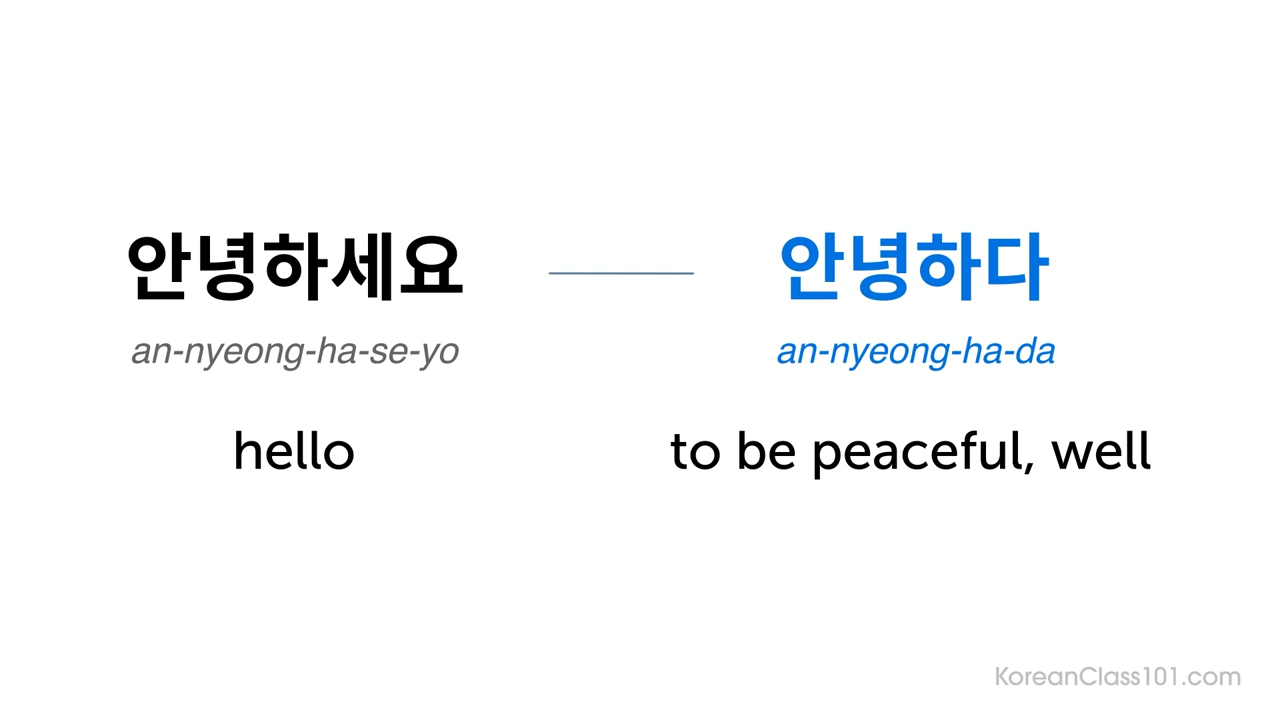 안녕하세요 안녕하다
an-nyeong-ha-se-yo an-nyeong-ha-da
hello to be peaceful, well
KoreanClass101.com